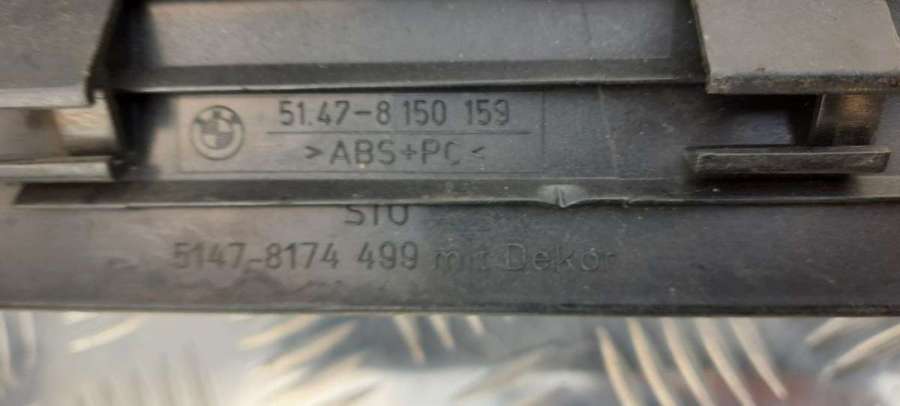 51.47-8 150 159
>ABS+PC<
STO
5147-8174 499 mit Dekor